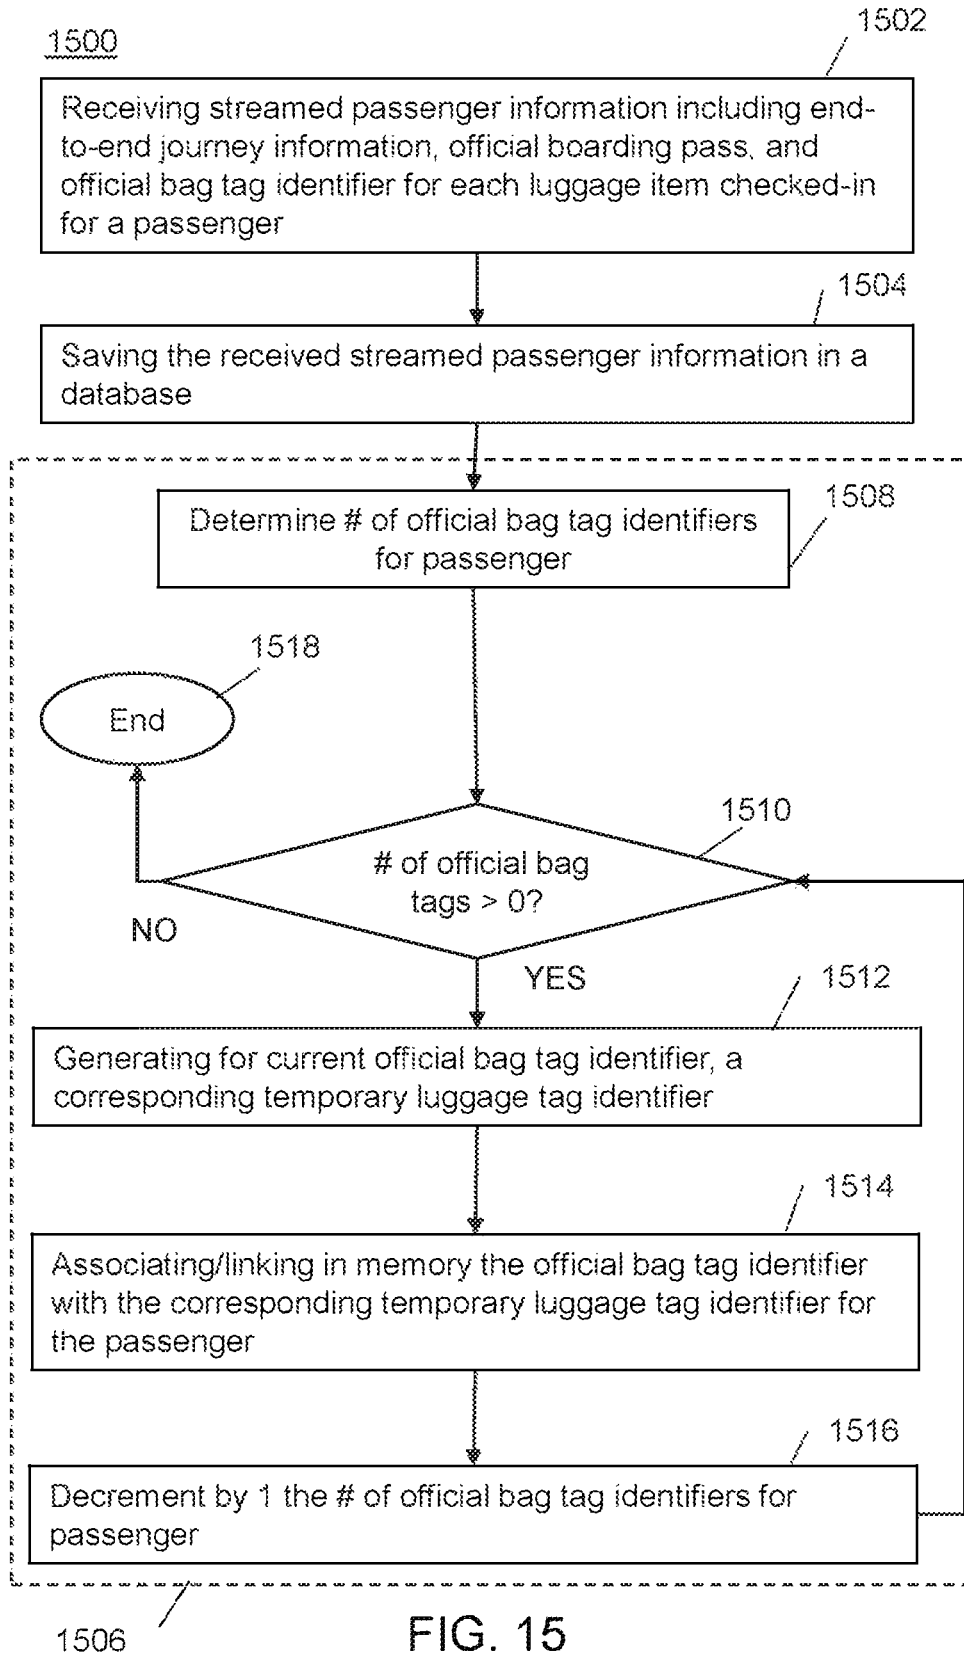 1500
1502
Receiving streamed passenger information including end-
to-end journey information, official boarding pass, and
official bag tag identifier for each luggage item checked-in
for a passenger
1504
Saving the received streamed passenger information in a
database
1508
Determine # of official bag tag identifiers
for passenger
1518
End
1510
# of official bag
tags > 0?
NO
YES
1512
Generating for current official bag tag identifier, a
corresponding temporary luggage tag identifier
1514
Associating/linking in memory the official bag tag identifier
with the corresponding temporary luggage tag identifier for
the passenger
1516
Decrement by 1 the # of official bag tag identifiers for
passenger
1506
FIG. 15